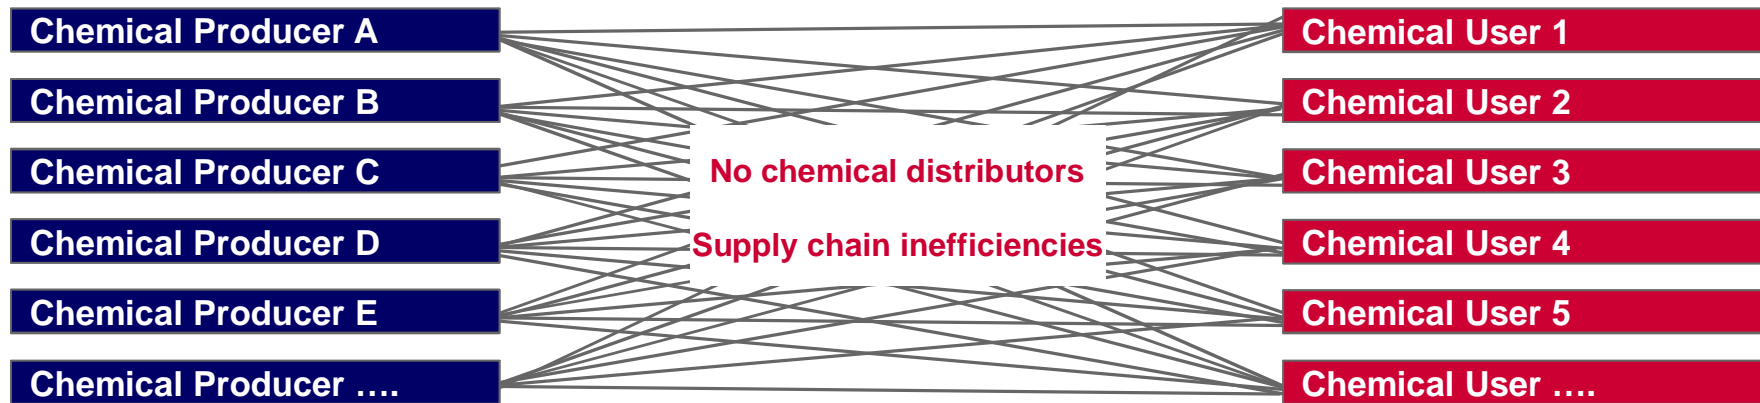 Chemical Producer A
Chemical User 1
Chemical Producer B
Chemical User 2
Chemical Producer C
No chemical distributors
Chemical User 3
Chemical Producer D
Supply chain inefficiencies
Chemical User 4
Chemical Producer E
Chemical User 5
Chemical Producer ….
Chemical User ….